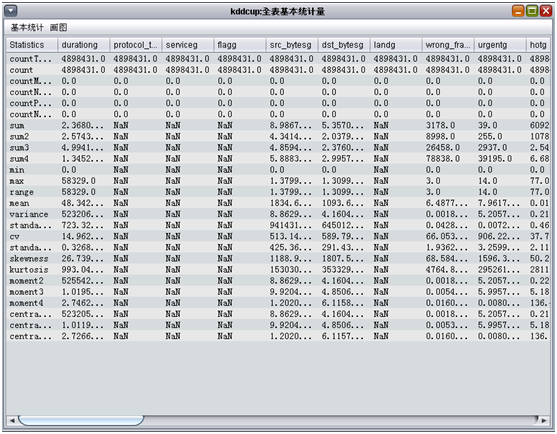 kddcup:全表基本统计量
基本统计 画图
Statistics durationg protocol_t... serviceg flagg src_bytesg dst_bytesg landg wrong_fra... urgentg hotg
countT... 4898431.0 4898431.0 4898431.0 4898431.0 4898431.0 4898431.0 4898431.0 4898431.0 4898431.0 4898
count 4898431.0 4898431.0 4898431.0 4898431.0 4898431.0 4898431.0 4898431.0 4898431.0 4898431.0 4898
countM... 0.0 0.0 0.0 0.0 0.0 0.0 0.0 0.0 0.0 0.0
countN... 0.0 0.0 0.0 0.0 0.0 0.0 0.0 0.0 0.0 0.0
countP... 0.0 0.0 0.0 0.0 0.0 0.0 0.0 0.0 0.0 0.0
countN... 0.0 0.0 0.0 0.0 0.0 0.0 0.0 0.0 0.0 0.0
sum 2.3680... NaN NaN NaN 8.9867... 5.3570... NaN 3178.0 39.0 6092
sum2 2.5743... NaN NaN NaN 4.3414... 2.0379... NaN 8998.0 255.0 1078
sum3 4.9941... NaN NaN NaN 4.8594... 2.3760... NaN 26458.0 2937.0 2.54
sum4 1.3452... NaN NaN NaN 5.8883... 2.9957... NaN 78838.0 39195.0 6.68
min 0.0 NaN NaN NaN 0.0 0.0 NaN 0.0 0.0 0.0
max 58329.0 NaN NaN NaN 1.3799... 1.3099... NaN 3.0 14.0 77.0
range 58329.0 NaN NaN NaN 1.3799... 1.3099... NaN 3.0 14.0 77.0
mean 48.342... NaN NaN NaN 1834.6... 1093.6... NaN 6.4877... 7.9617... 0.01
variance 523206... NaN NaN NaN 8.8629... 4.1604... NaN 0.0018... 5.2057... 0.21
standa... 723.32... NaN NaN NaN 941431... 645012... NaN 0.0428... 0.0072... 0.46
cv 14.962... NaN NaN NaN 513.14... 589.79... NaN 66.053... 906.22... 37.7
standa... 0.3268... NaN NaN NaN 425.36... 291.43... NaN 1.9362... 3.2599... 2.11
skewness 26.739... NaN NaN NaN 1188.9... 1807.5... NaN 68.584... 1596.3... 50.2
kurtosis 993.04... NaN NaN NaN 153030... 353329... NaN 4764.8... 295261... 2811
moment2 525542... NaN NaN NaN 8.8629... 4.1604... NaN 0.0018... 5.2057... 0.22
moment3 1.0195... NaN NaN NaN 9.9204... 4.8506... NaN 0.0054... 5.9957... 5.18
moment4 2.7462... NaN NaN NaN 1.2020... 6.1158... NaN 0.0160... 0.0080... 136.
centra... 523205... NaN NaN NaN 8.8629... 4.1604... NaN 0.0018... 5.2057... 0.21
centra... 1.0119... NaN NaN NaN 9.9204... 4.8506... NaN 0.0053... 5.9957... 5.18
centra... 2.7266... NaN NaN NaN 1.2020... 6.1157... NaN 0.0160... 0.0080... 136.